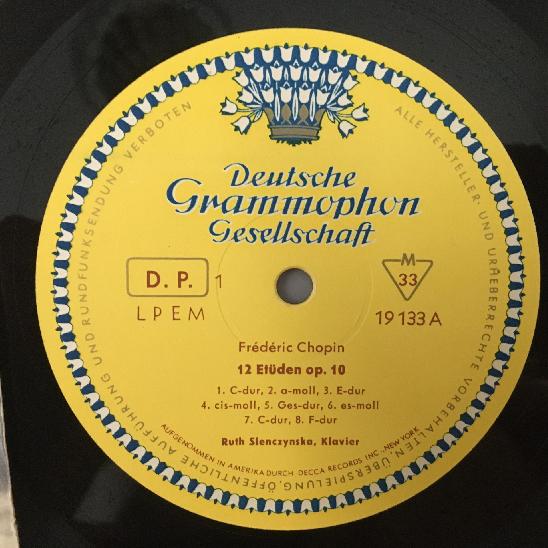 Deutsche
Grammophon
Gesellschaft
D. P. 1
LPEM
M
33
19 133 A
Frédéric Chopin
12 Etüden op. 10
1. C-dur, 2. a-moll, 3. E-dur
4. cis-moll, 5. Ges-dur, 6. es-moll
7. C-dur, 8. F-dur
Ruth Slenczynska, Klavier
AUFGENOMMEN IN AMERIKA DURCH DECCA RECORDS INC., NEW YORK
ALLE HERSTELLER- UND URHEBERRECHTE VORBEHALTEN, ÜBERSPIELUNG, ÖFFENTLICHE AUFFÜHRUNG UND RUNDFUNKSENDUNG VERBOTEN